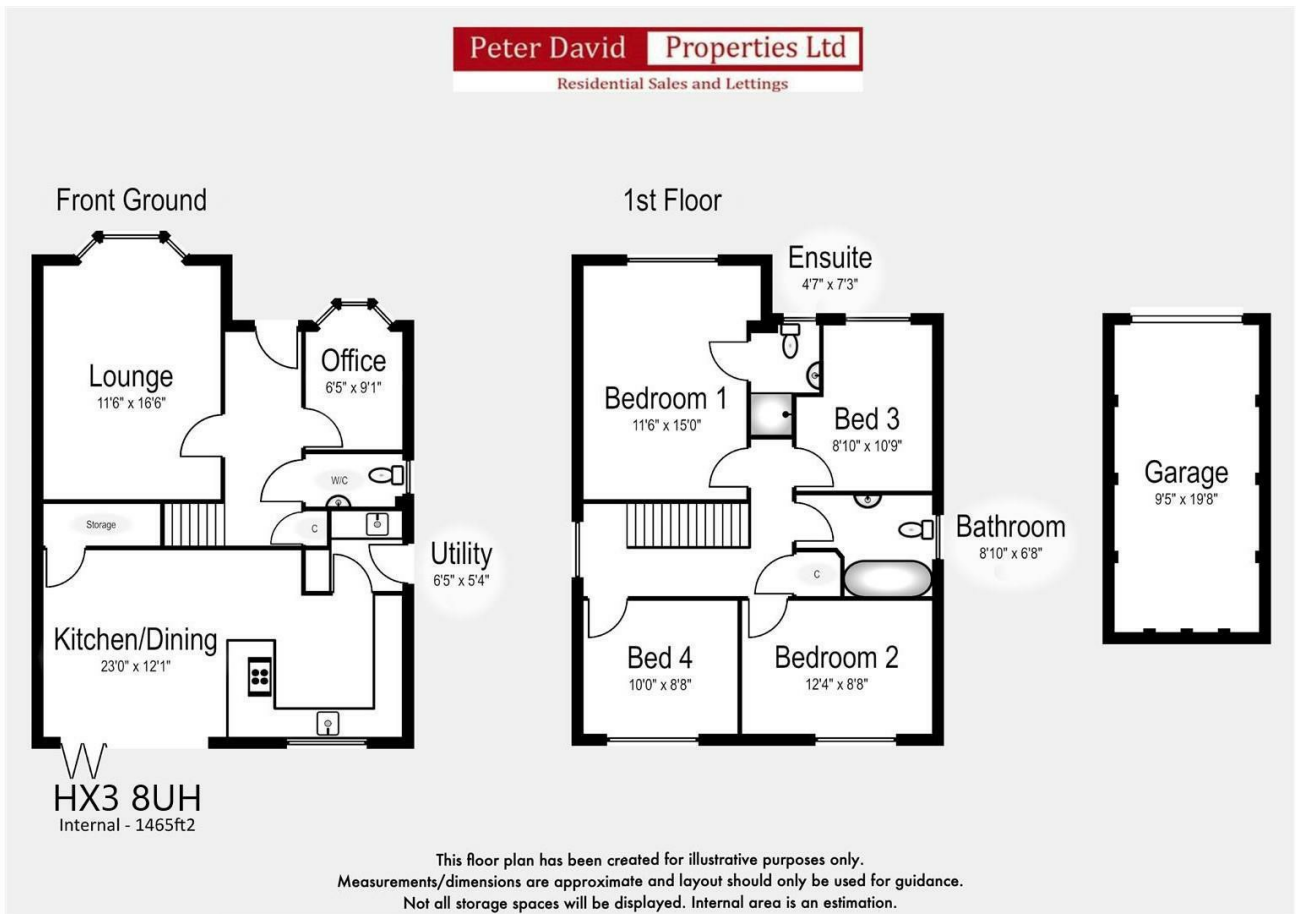 Peter David Properties Ltd
Residential Sales and Lettings
Front Ground
Lounge
11'6" x 16'6"
Office
6'5" x 9'1"
W/C
Storage
C
Utility
6'5" x 5'4"
Kitchen/Dining
23'0" x 12'1"
HX3 8UH
Internal - 1465ft2
1st Floor
Ensuite
4'7" x 7'3"
Bedroom 1
11'6" x 15'0"
Bed 3
8'10" x 10'9"
Bathroom
8'10" x 6'8"
C
Bed 4
10'0" x 8'8"
Bedroom 2
12'4" x 8'8"
Garage
9'5" x 19'8"
This floor plan has been created for illustrative purposes only.
Measurements/dimensions are approximate and layout should only be used for guidance.
Not all storage spaces will be displayed. Internal area is an estimation.